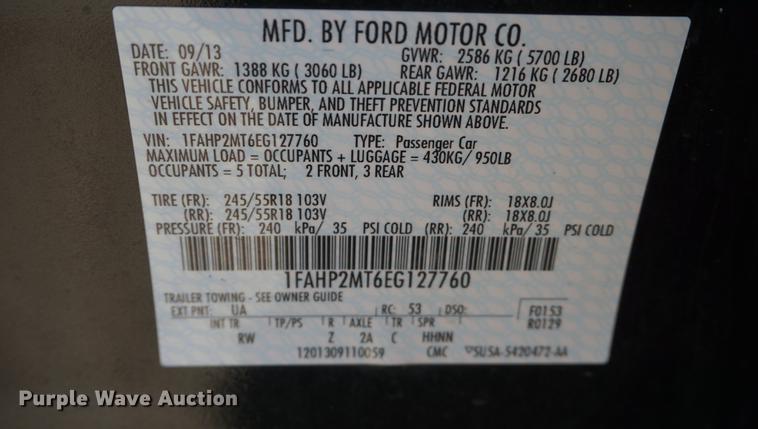 MFD. BY FORD MOTOR CO.
DATE: 09/13 GVWR: 2586 KG ( 5700 LB)
FRONT GAWR: 1388 KG ( 3060 LB) REAR GAWR: 1216 KG ( 2680 LB)
THIS VEHICLE CONFORMS TO ALL APPLICABLE FEDERAL MOTOR
VEHICLE SAFETY, BUMPER, AND THEFT PREVENTION STANDARDS
IN EFFECT ON THE DATE OF MANUFACTURE SHOWN ABOVE.
VIN: 1FAHP2MT6EG127760 TYPE: Passenger Car
MAXIMUM LOAD = OCCUPANTS + LUGGAGE = 430KG/ 950LB
OCCUPANTS = 5 TOTAL; 2 FRONT, 3 REAR
TIRE (FR): 245/55R18 103V RIMS (FR): 18X8.0J
(RR): 245/55R18 103V (RR): 18X8.0J
PRESSURE (FR): 240 kPa/ 35 PSI COLD (RR): 240 kPa/ 35 PSI COLD
1FAHP2MT6EG127760
TRAILER TOWING - SEE OWNER GUIDE
EXT PNT: UA RC: 53 DSO: F0153
INT TR TP/PS R AXLE TR SPR R0129
RW Z 2A C HHNN
1201309110059 CMC 5U5A-5420472-AA
Purple Wave Auction